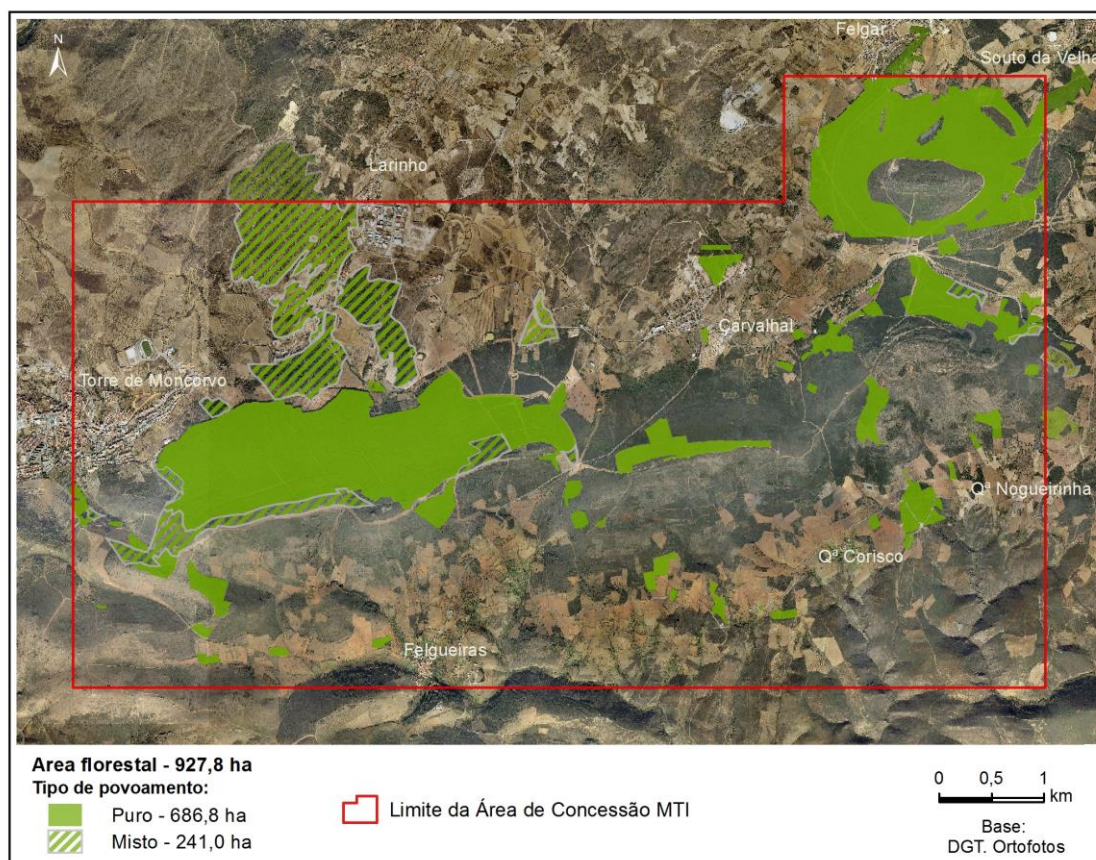 N
Felgar
Souto da Velha
Larinho
Carvalhal
Torre de Moncorvo
Qª Nogueirinha
Qª Corisco
Felgueiras
Area florestal - 927,8 ha
Tipo de povoamento:
Puro - 686,8 ha
Misto - 241,0 ha
Limite da Área de Concessão MTI
0 0,5 1
km
Base:
DGT. Ortofotos